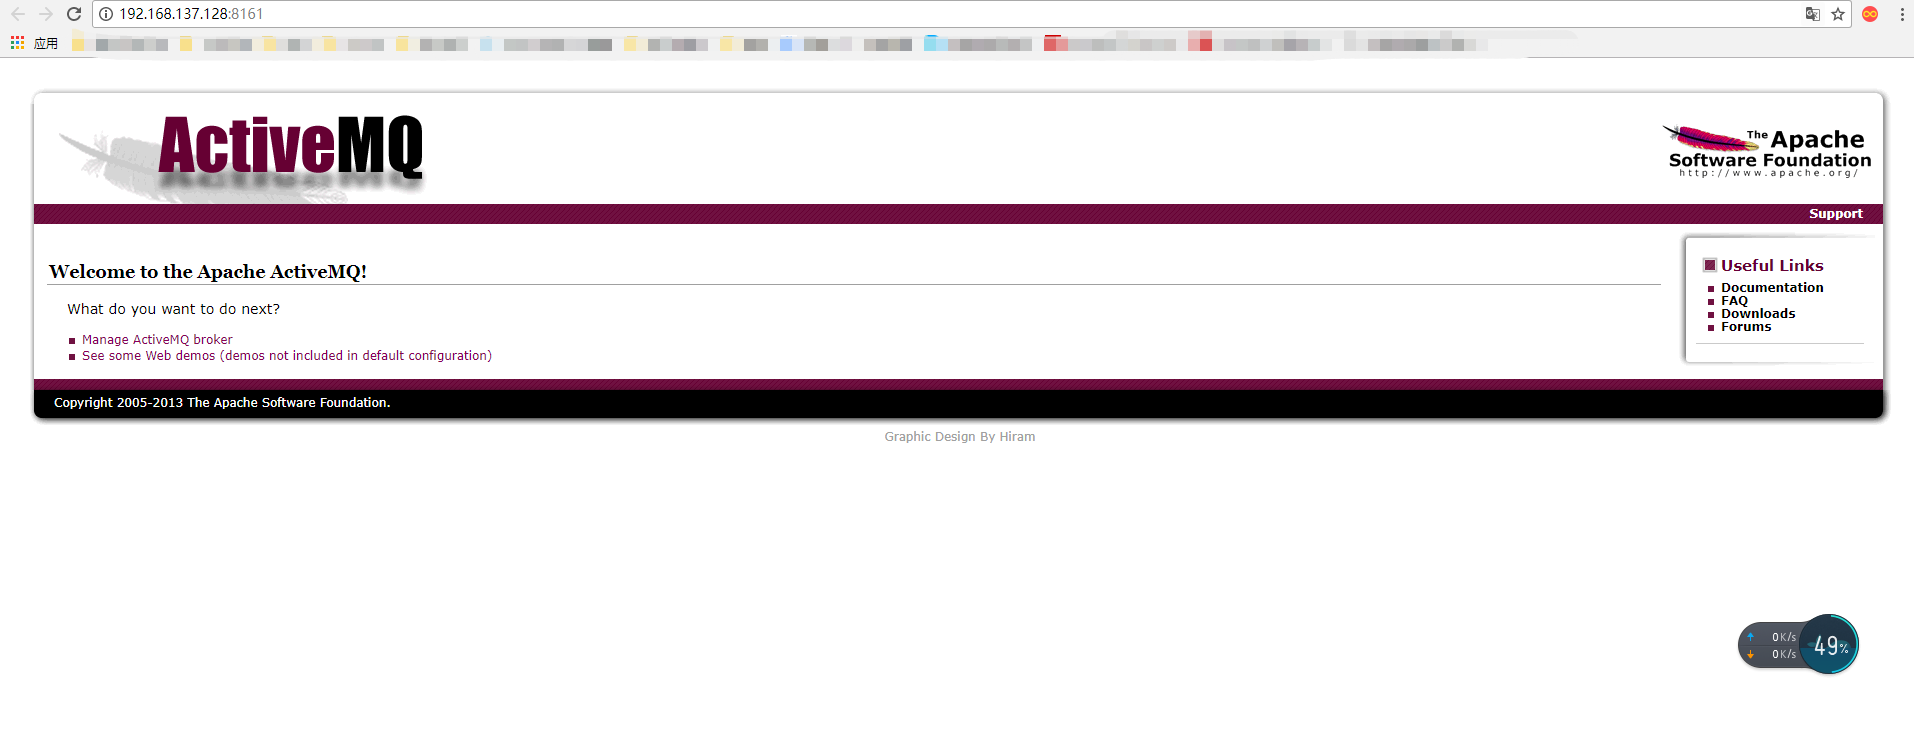 192.168.137.128:8161
应用
ActiveMQ
The Apache
Software Foundation
http://www.apache.org/
Support
Welcome to the Apache ActiveMQ!
What do you want to do next?
Manage ActiveMQ broker
See some Web demos (demos not included in default configuration)
Useful Links
Documentation
FAQ
Downloads
Forums
Copyright 2005-2013 The Apache Software Foundation.
Graphic Design By Hiram
0K/s
0K/s
49%